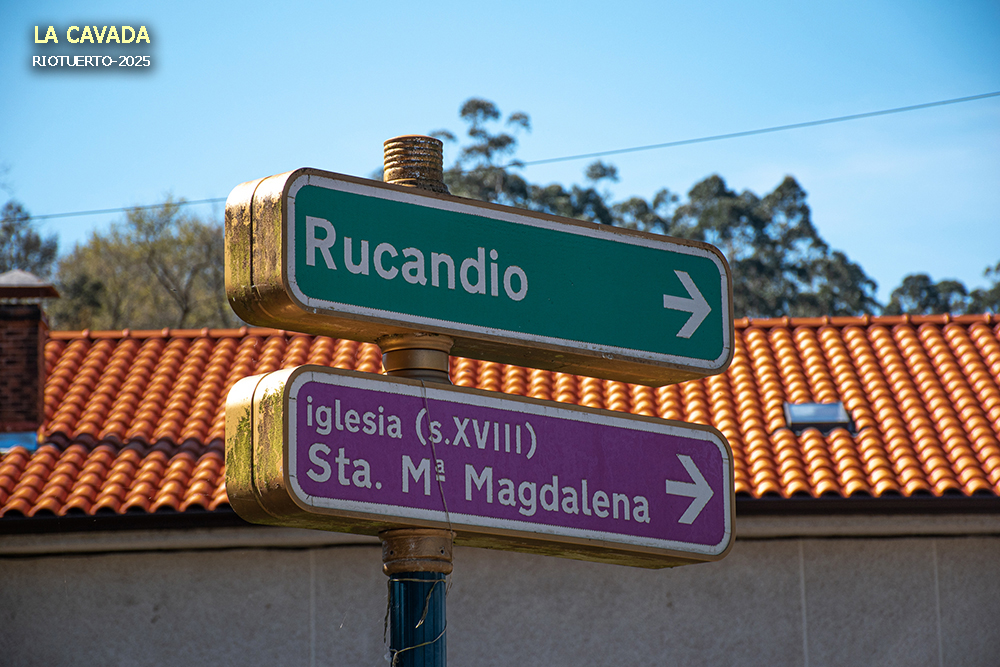 LA CAVADA
RIOTUERTO-2025
Rucandio
iglesia (s.XVIII)
Sta. Mª Magdalena